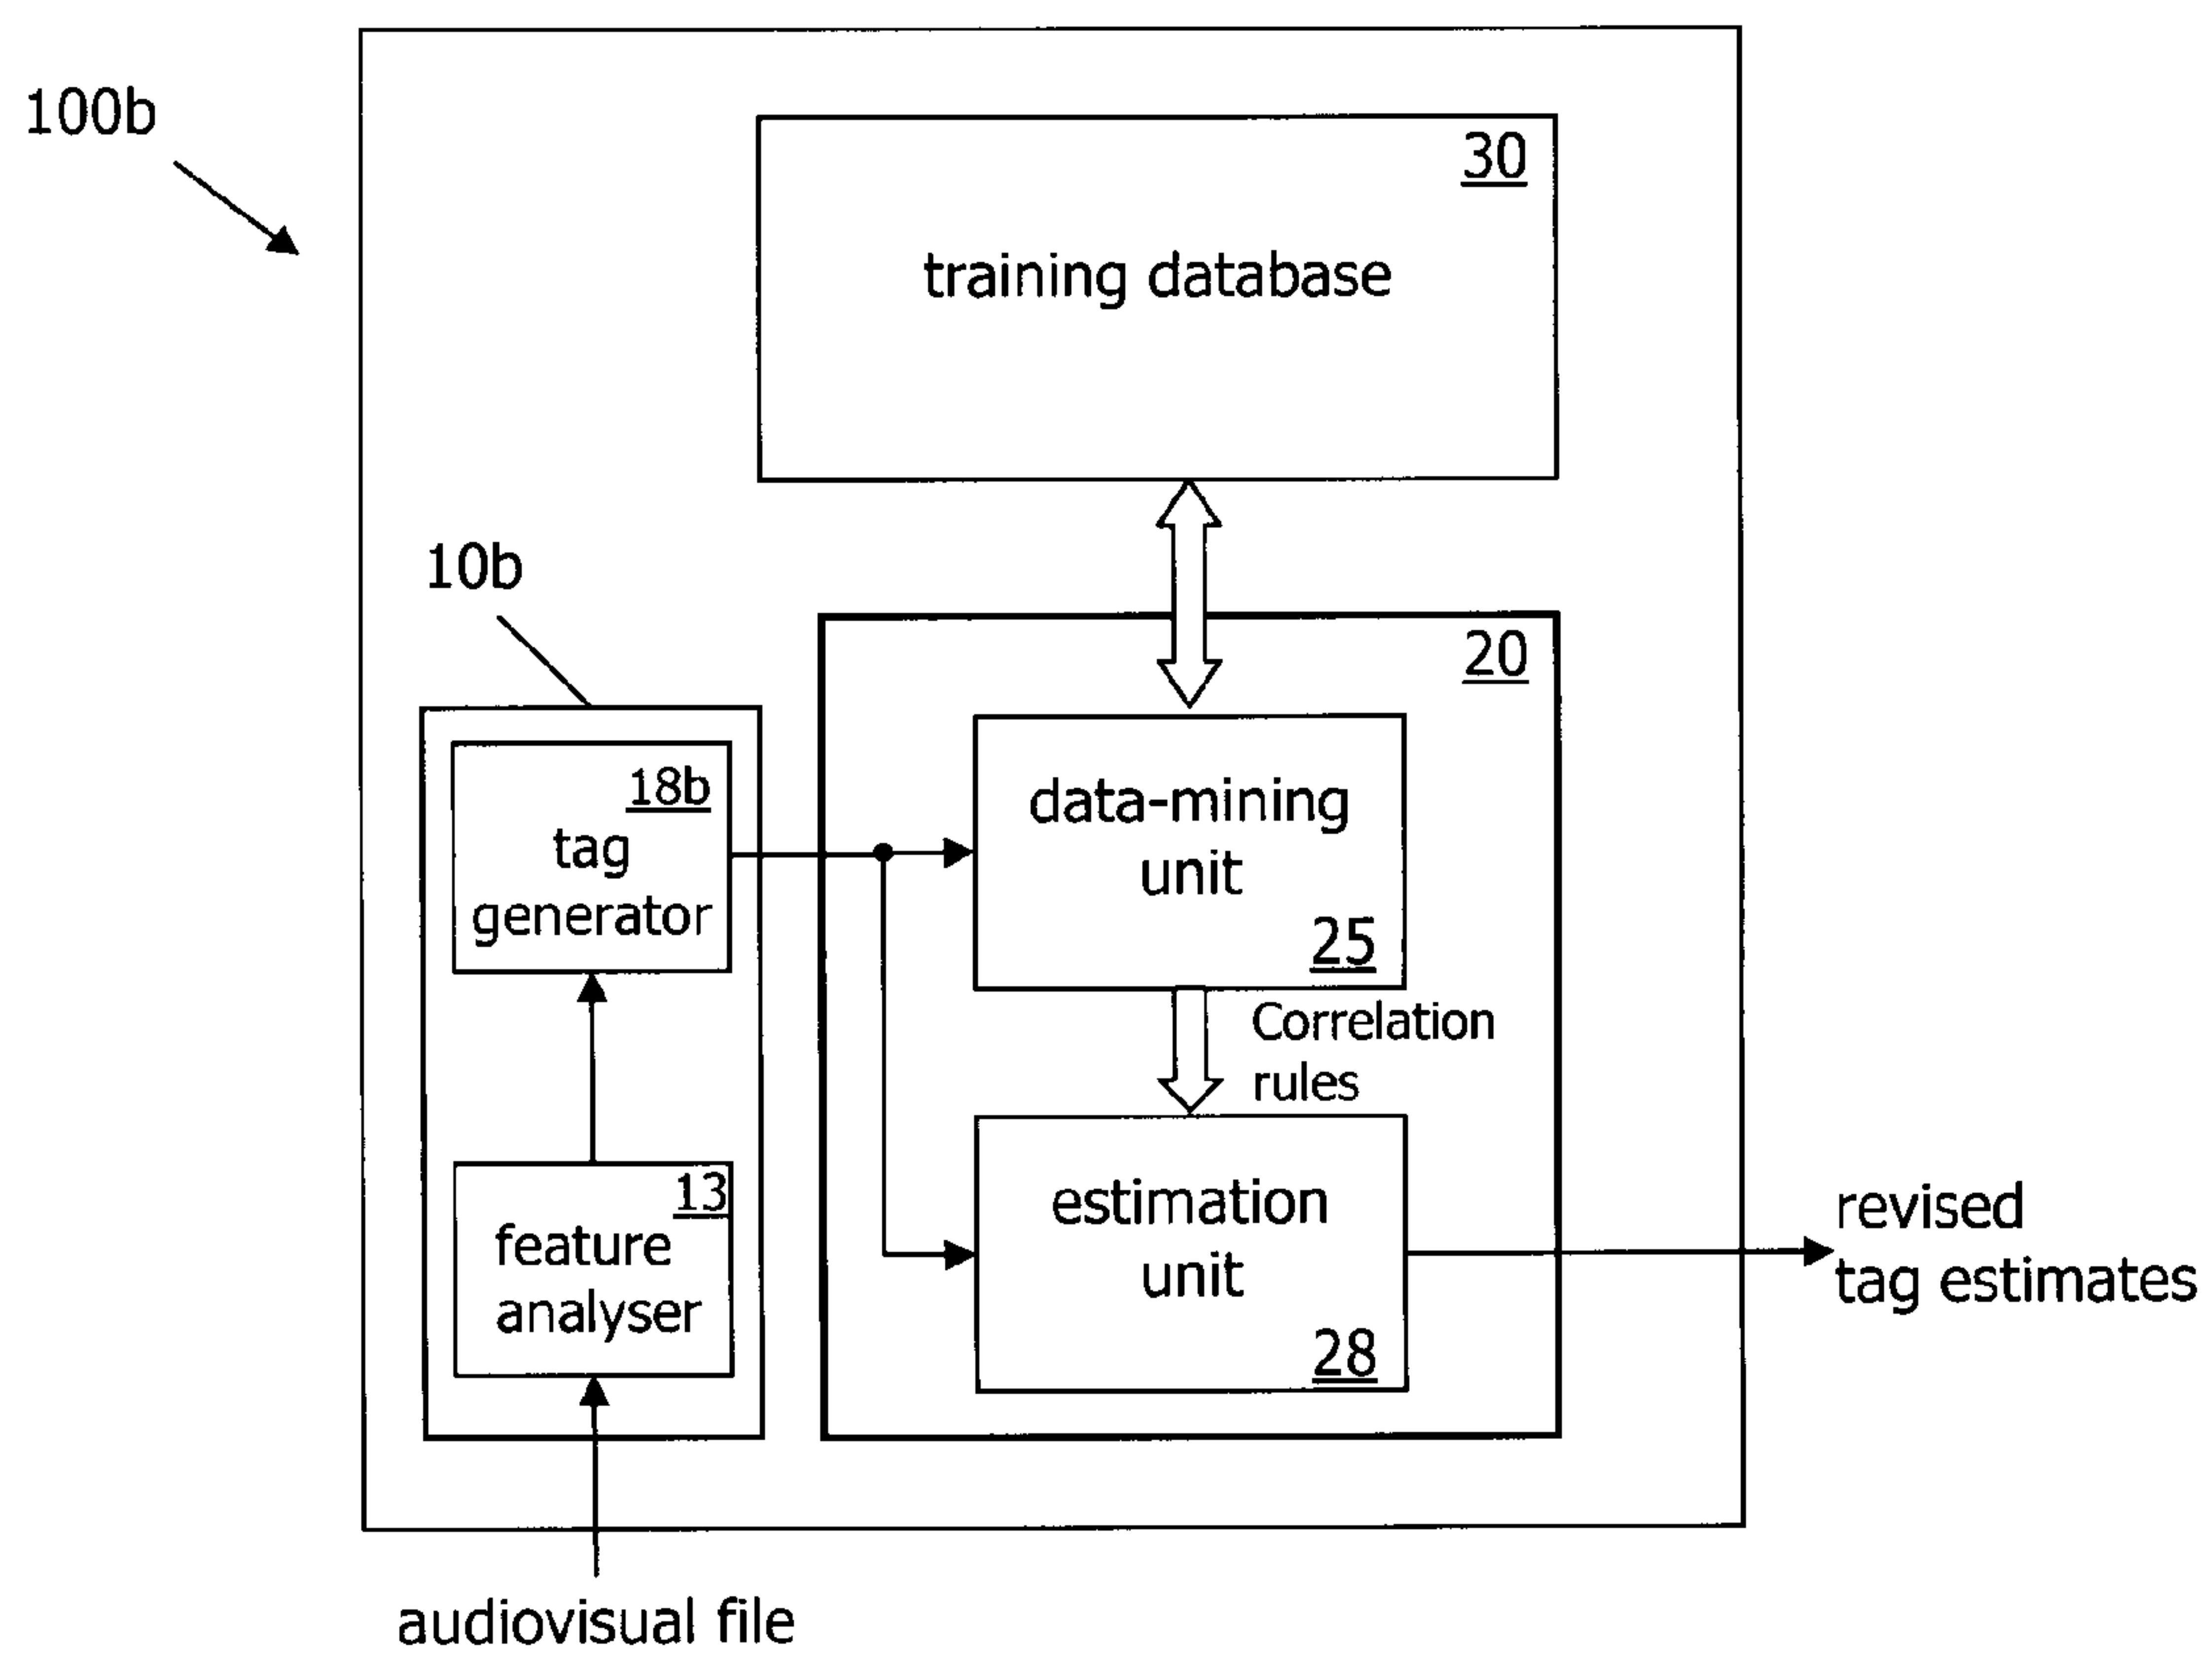 100b
30
training database
10b
20
18b
tag
generator
data-mining
unit
25
Correlation
rules
13
feature
analyser
estimation
unit
28
revised
tag estimates
audiovisual file